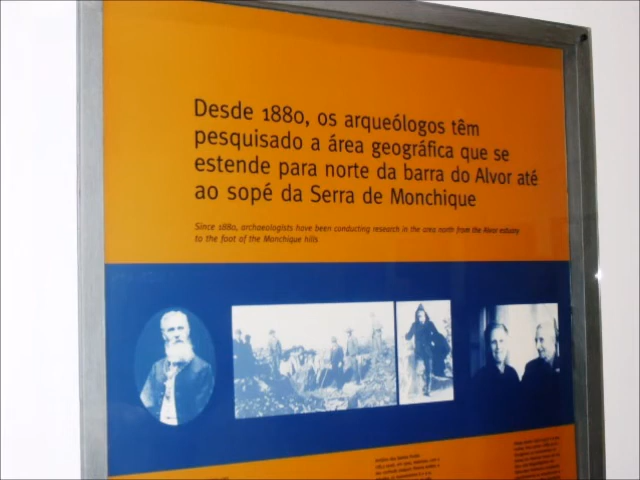 Desde 1880, os arqueólogos têm
pesquisado a área geográfica que se
estende para norte da barra do Alvor até
ao sopé da Serra de Monchique
Since 1880, archaeologists have been conducting research in the area north from the Alvor estuary
to the foot of the Monchique hills